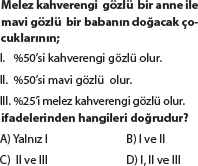 Melez kahverengi gözlü bir anne ile
mavi gözlü bir babanın doğacak ço-
cuklarının;
I. %50'si kahverengi gözlü olur.
II. %50'si mavi gözlü olur.
III. %25'i melez kahverengi gözlü olur.
ifadelerinden hangileri doğrudur?
A) Yalnız I B) I ve II
C) II ve III D) I, II ve III